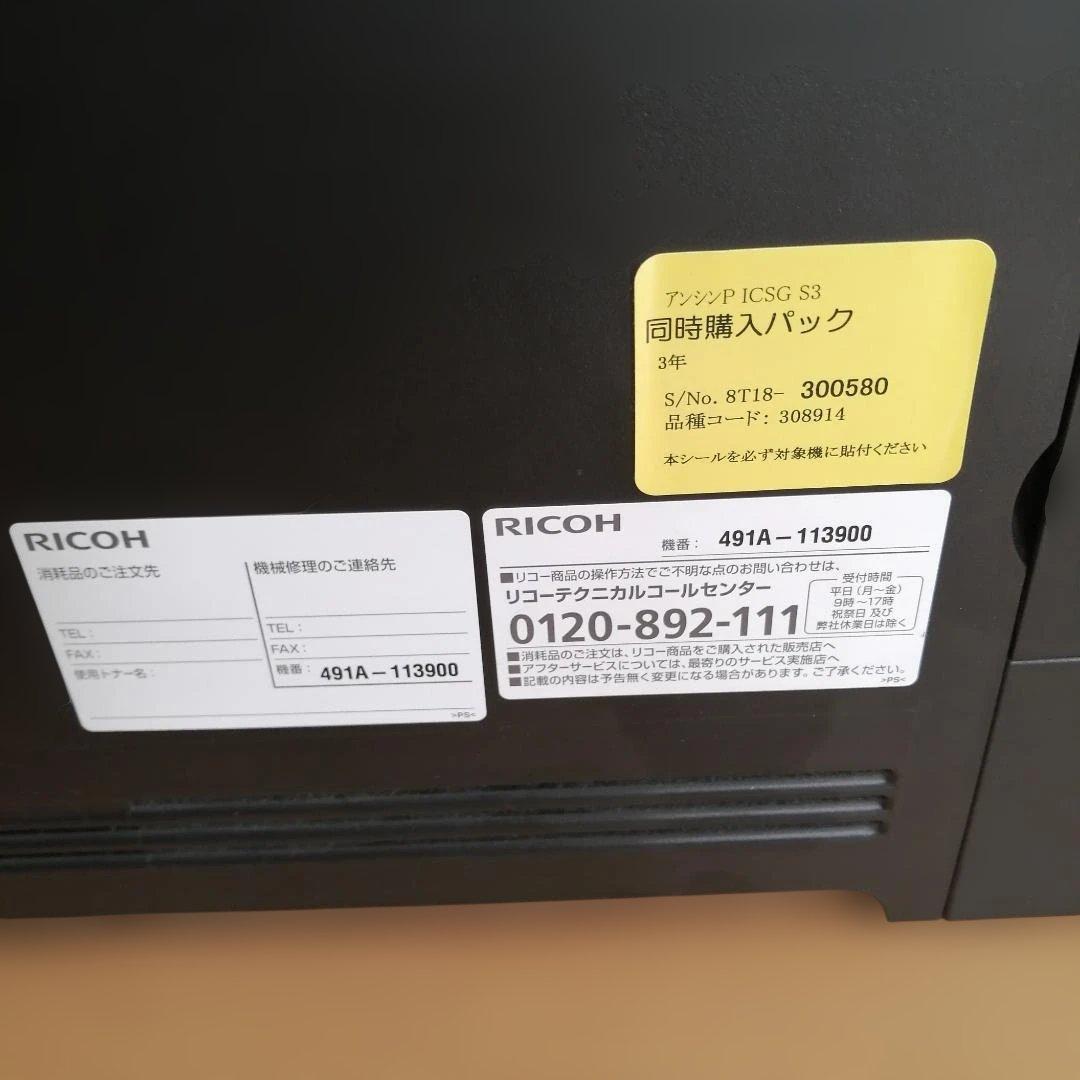 アンシンP ICSG S3
同時購入パック
3年
S/No. 8T18- 300580
品種コード: 308914
本シールを必ず対象機に貼付ください
RICOH
消耗品のご注文先
TEL:
FAX:
使用トナー名:
機械修理のご連絡先
TEL:
FAX:
機番: 491A-113900
>PS<
RICOH
機番: 491A-113900
■リコー商品の操作方法でご不明な点のお問い合わせは、
リコーテクニカルコールセンター
0120-892-111
受付時間
平日(月～金)
9時～17時
祝祭日 及び
弊社休業日は除く
■消耗品のご注文は、リコー商品をご購入された販売店へ
■アフターサービスについては、最寄りのサービス実施店へ
■記載の内容は予告無く変更になる場合があります。ご了承ください。
>PS<